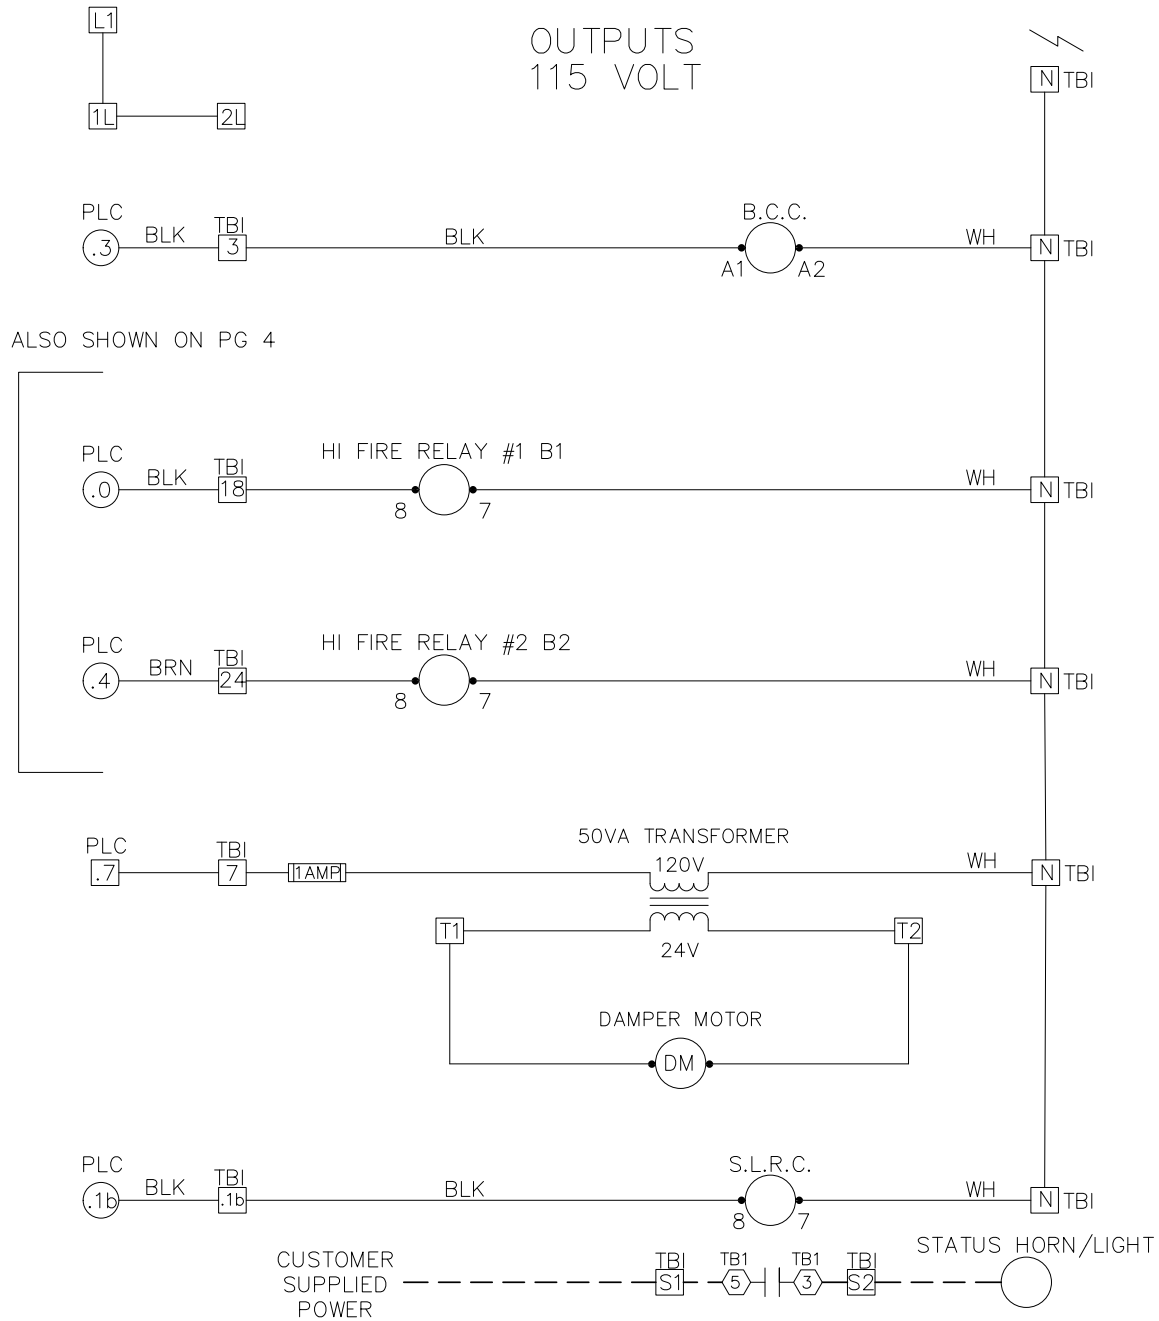 L1
OUTPUTS
115 VOLT
N TBI
1L 2L
PLC
TBI
B.C.C.
.3 BLK 3 BLK WH N TBI
A1 A2
ALSO SHOWN ON PG 4
HI FIRE RELAY #1 B1
PLC
TBI
.0 BLK 18 WH N TBI
8 7
HI FIRE RELAY #2 B2
PLC
TBI
.4 BRN 24 WH N TBI
8 7
50VA TRANSFORMER
PLC
TBI
120V
.7 7 1AMP WH N TBI
T1 T2
24V
DAMPER MOTOR
DM
PLC
TBI
S.L.R.C.
.1b BLK .1b BLK WH N TBI
8 7
STATUS HORN/LIGHT
CUSTOMER
SUPPLIED
POWER
TBI TB1 TB1 TBI
S1 5 3 S2